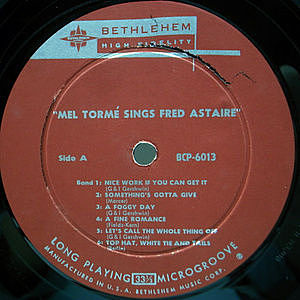 BETHLEHEM
HIGH FIDELITY
"MEL TORMÉ SINGS FRED ASTAIRE"
Side A
BCP-6013
Band 1: NICE WORK IF YOU CAN GET IT
(G & I Gershwin)
2: SOMETHING'S GOTTA GIVE
(Mercer)
3: A FOGGY DAY
(G & I Gershwin)
4: A FINE ROMANCE
(Fields-Kern)
5: LET'S CALL THE WHOLE THING OFF
(G & I Gershwin)
6: TOP HAT, WHITE TIE AND TAILS
(Berlin)
LONG PLAYING 33⅓ MICROGROOVE
MANUFACTURED IN U.S.A. BETHLEHEM MUSIC CORP.